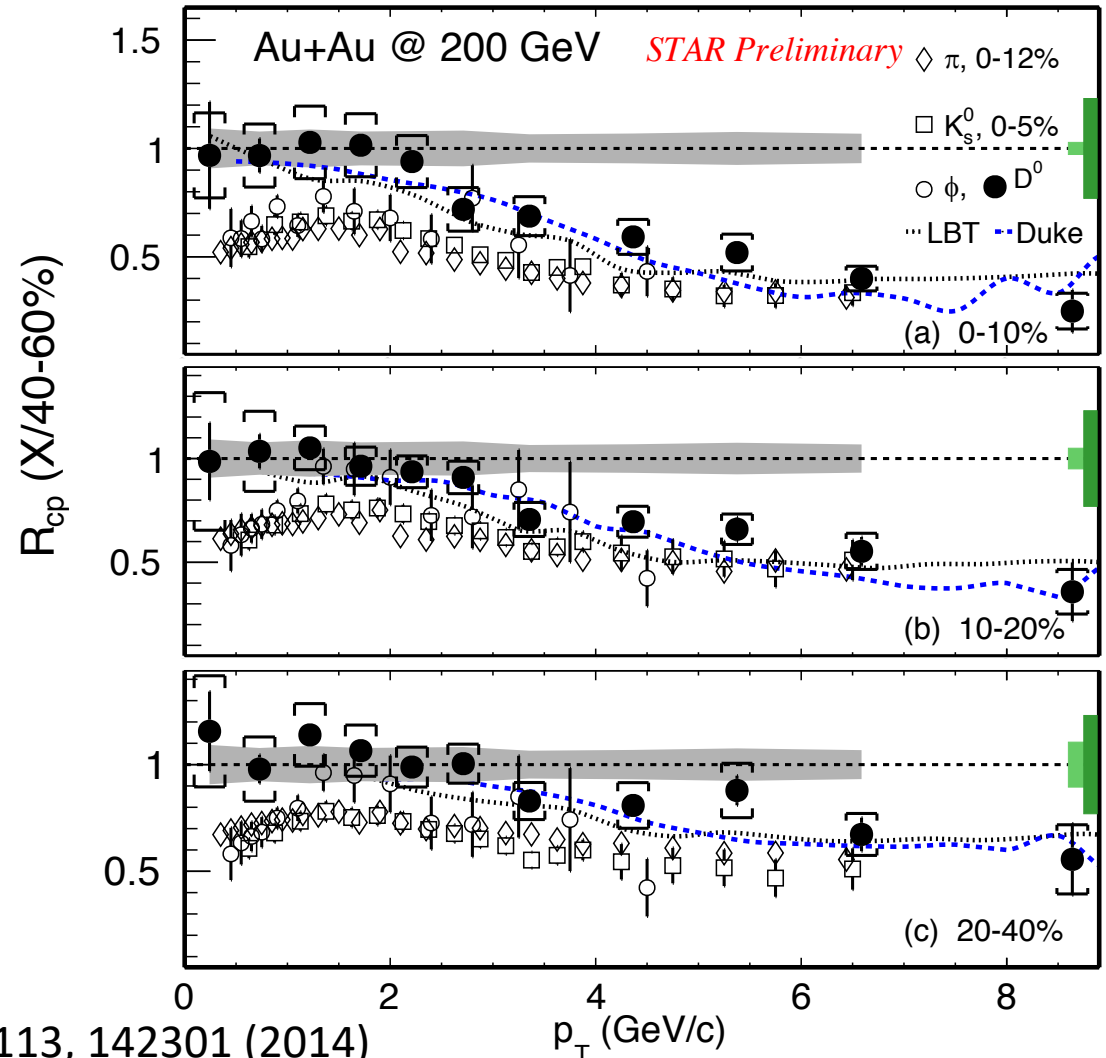 Au+Au @ 200 GeV
STAR Preliminary
◇ π, 0-12%
□ K⁰ₛ, 0-5%
○ ϕ, ● D⁰
LBT Duke
1.5
1
0.5
(a) 0-10%
1
0.5
(b) 10-20%
1
0.5
(c) 20-40%
R_cp (X/40-60%)
0 2 4 6 8
p_T (GeV/c)
113, 142301 (2014)